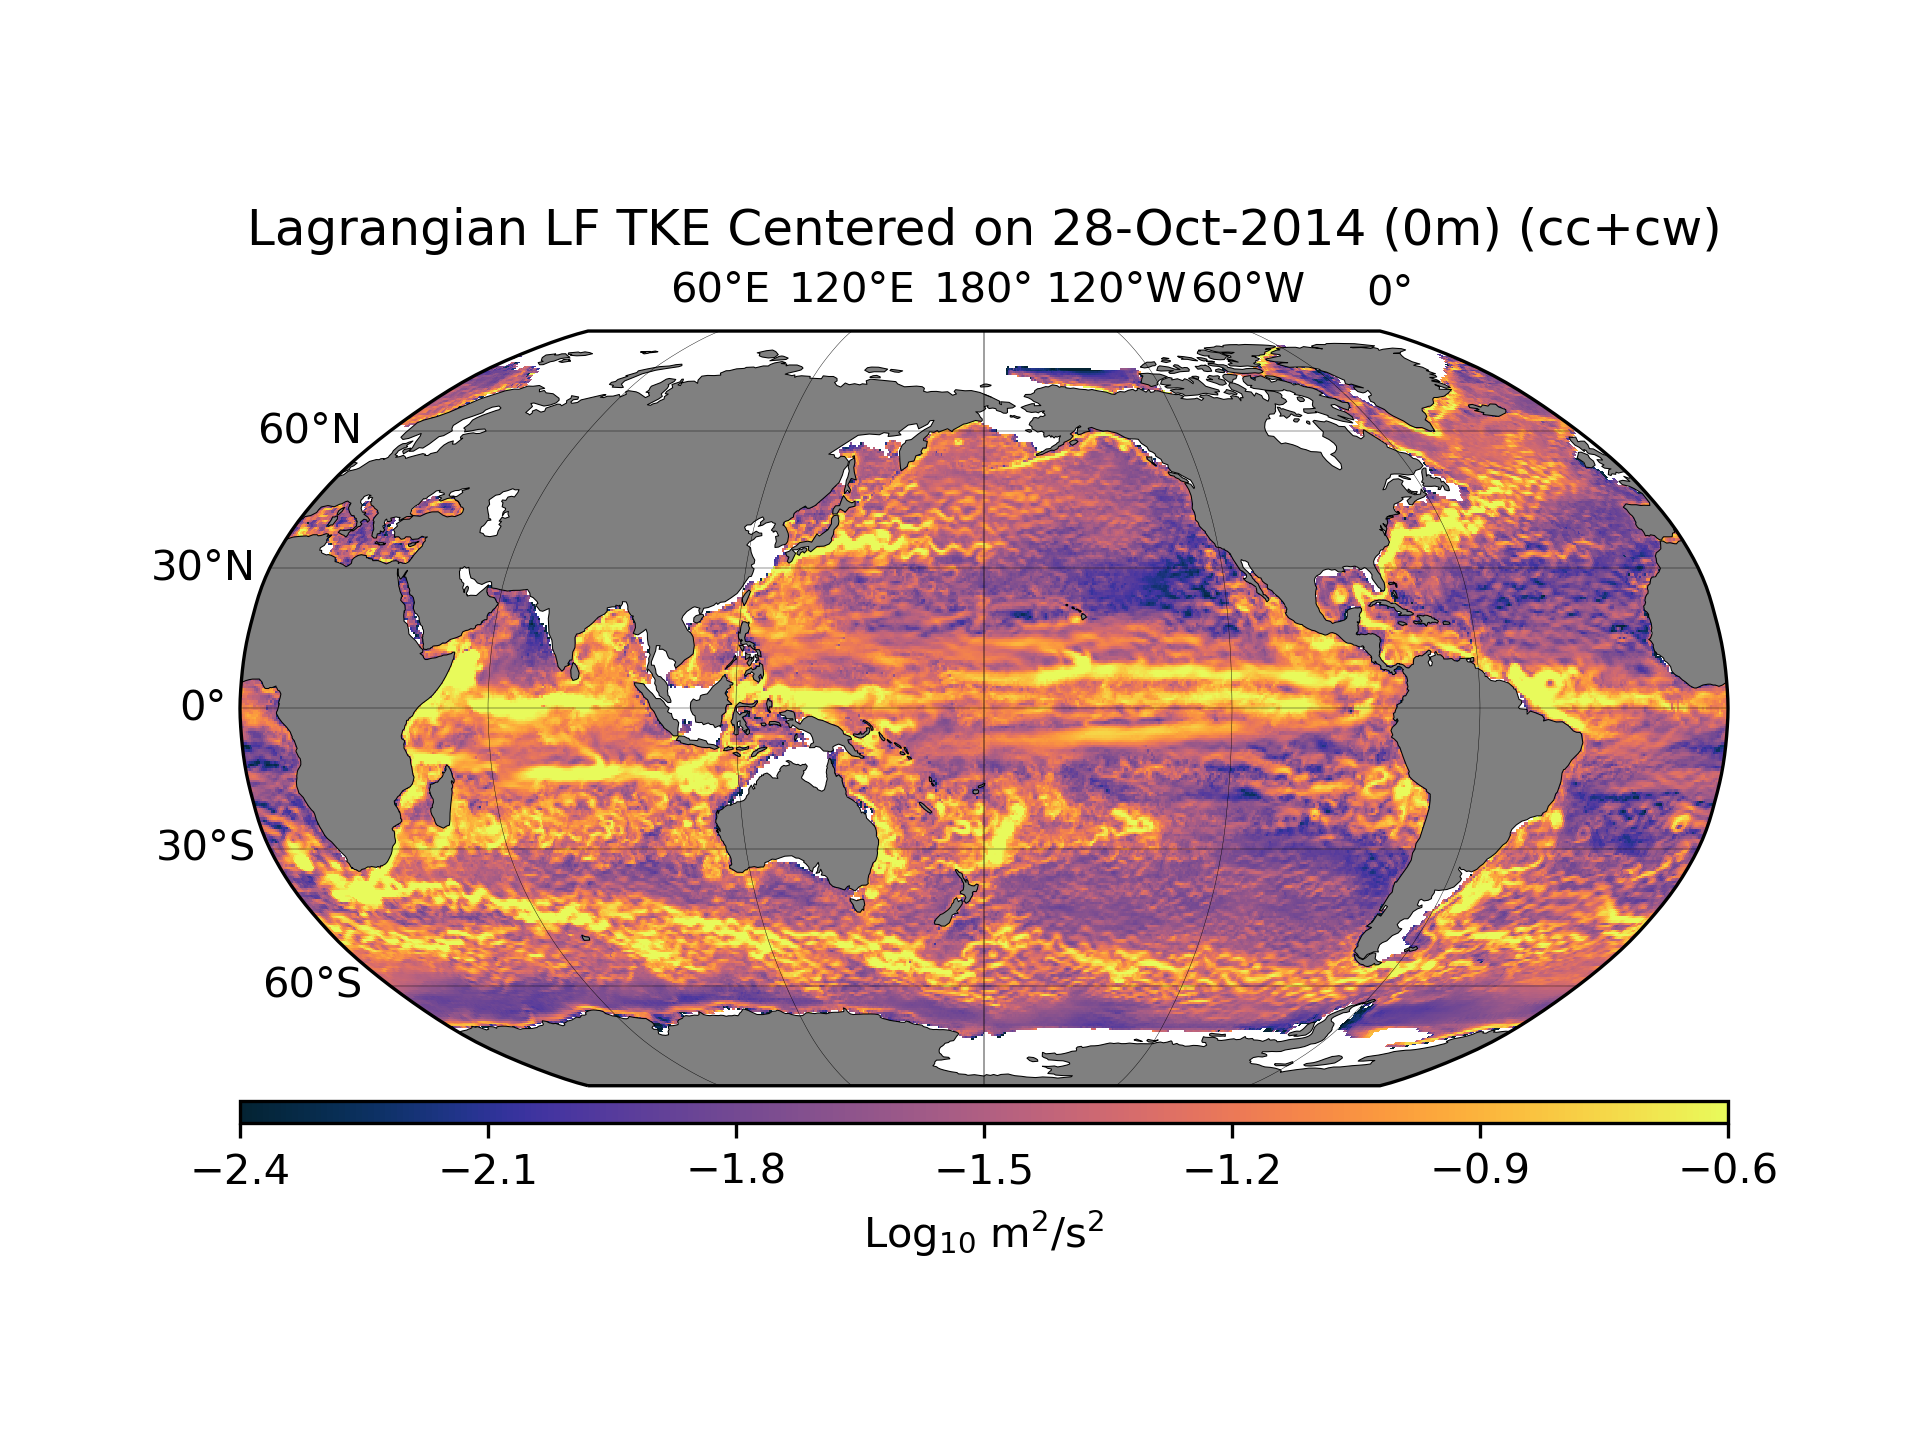 Lagrangian LF TKE Centered on 28-Oct-2014 (0m) (cc+cw)
60°E 120°E 180° 120°W 60°W 0°
60°N
30°N
0°
30°S
60°S
−2.4 −2.1 −1.8 −1.5 −1.2 −0.9 −0.6
Log₁₀ m²/s²